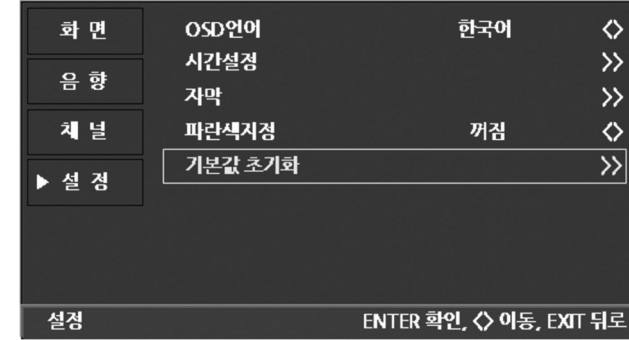 화 면
음 향
채 널
▶ 설 정
OSD언어 한국어 <>
시간설정 >>
자막 >>
파란색지정 꺼짐 <>
기본값 초기화 >>
설정 ENTER 확인, <> 이동, EXIT 뒤로